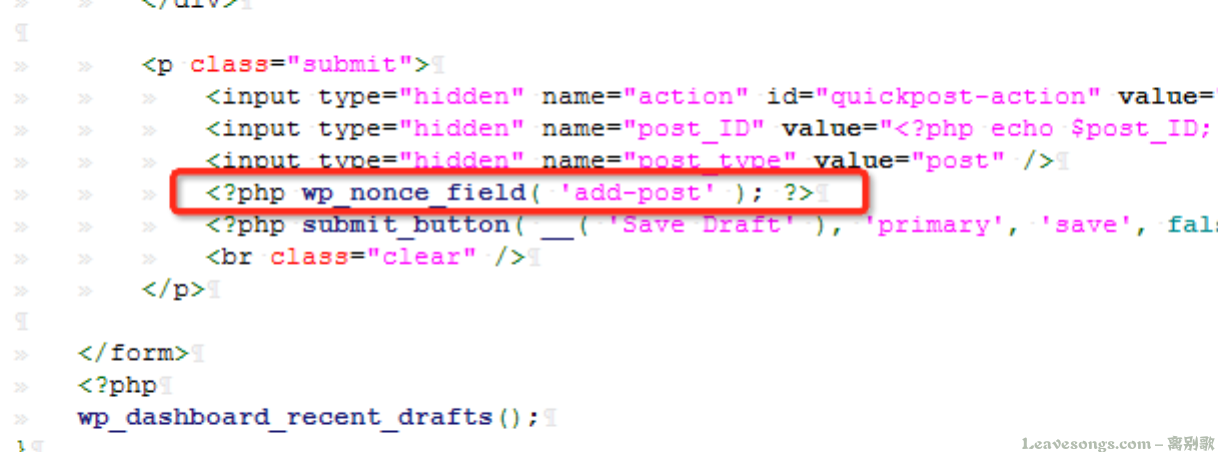 </div>
<p class="submit">
<input type="hidden" name="action" id="quickpost-action" value="
<input type="hidden" name="post_ID" value="<?php echo $post_ID;
<input type="hidden" name="post_type" value="post" />
<?php wp_nonce_field( 'add-post' ); ?>
<?php submit_button( __( 'Save Draft' ), 'primary', 'save', fals
<br class="clear" />
</p>
</form>
<?php
wp_dashboard_recent_drafts();
}
Leavesongs.com – 离别歌